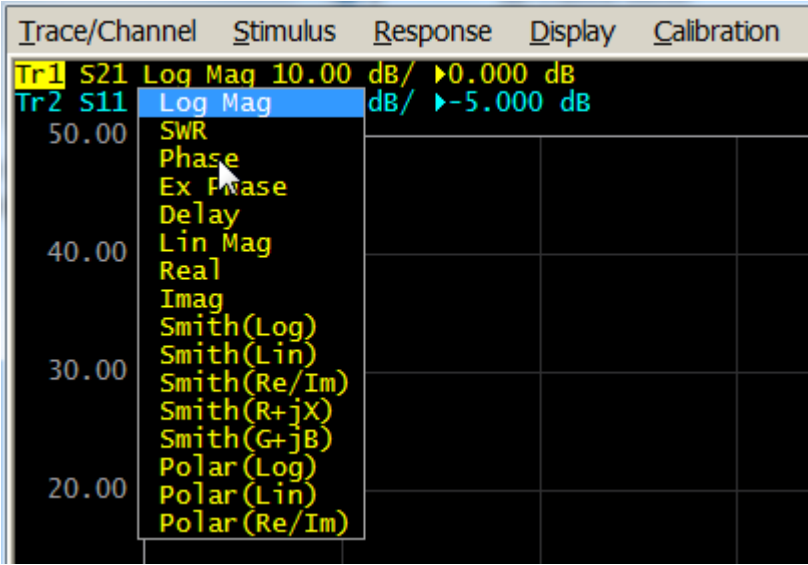 Trace/Channel Stimulus Response Display Calibration
Tr1 S21 Log Mag 10.00 dB/ ▶0.000 dB
Tr2 S11 Log Mag dB/ ▶-5.000 dB
50.00 SWR
Phase
Ex Phase
Delay
40.00 Lin Mag
Real
Imag
Smith(Log)
Smith(Lin)
30.00 Smith(Re/Im)
Smith(R+jX)
Smith(G+jB)
Polar(Log)
20.00 Polar(Lin)
Polar(Re/Im)